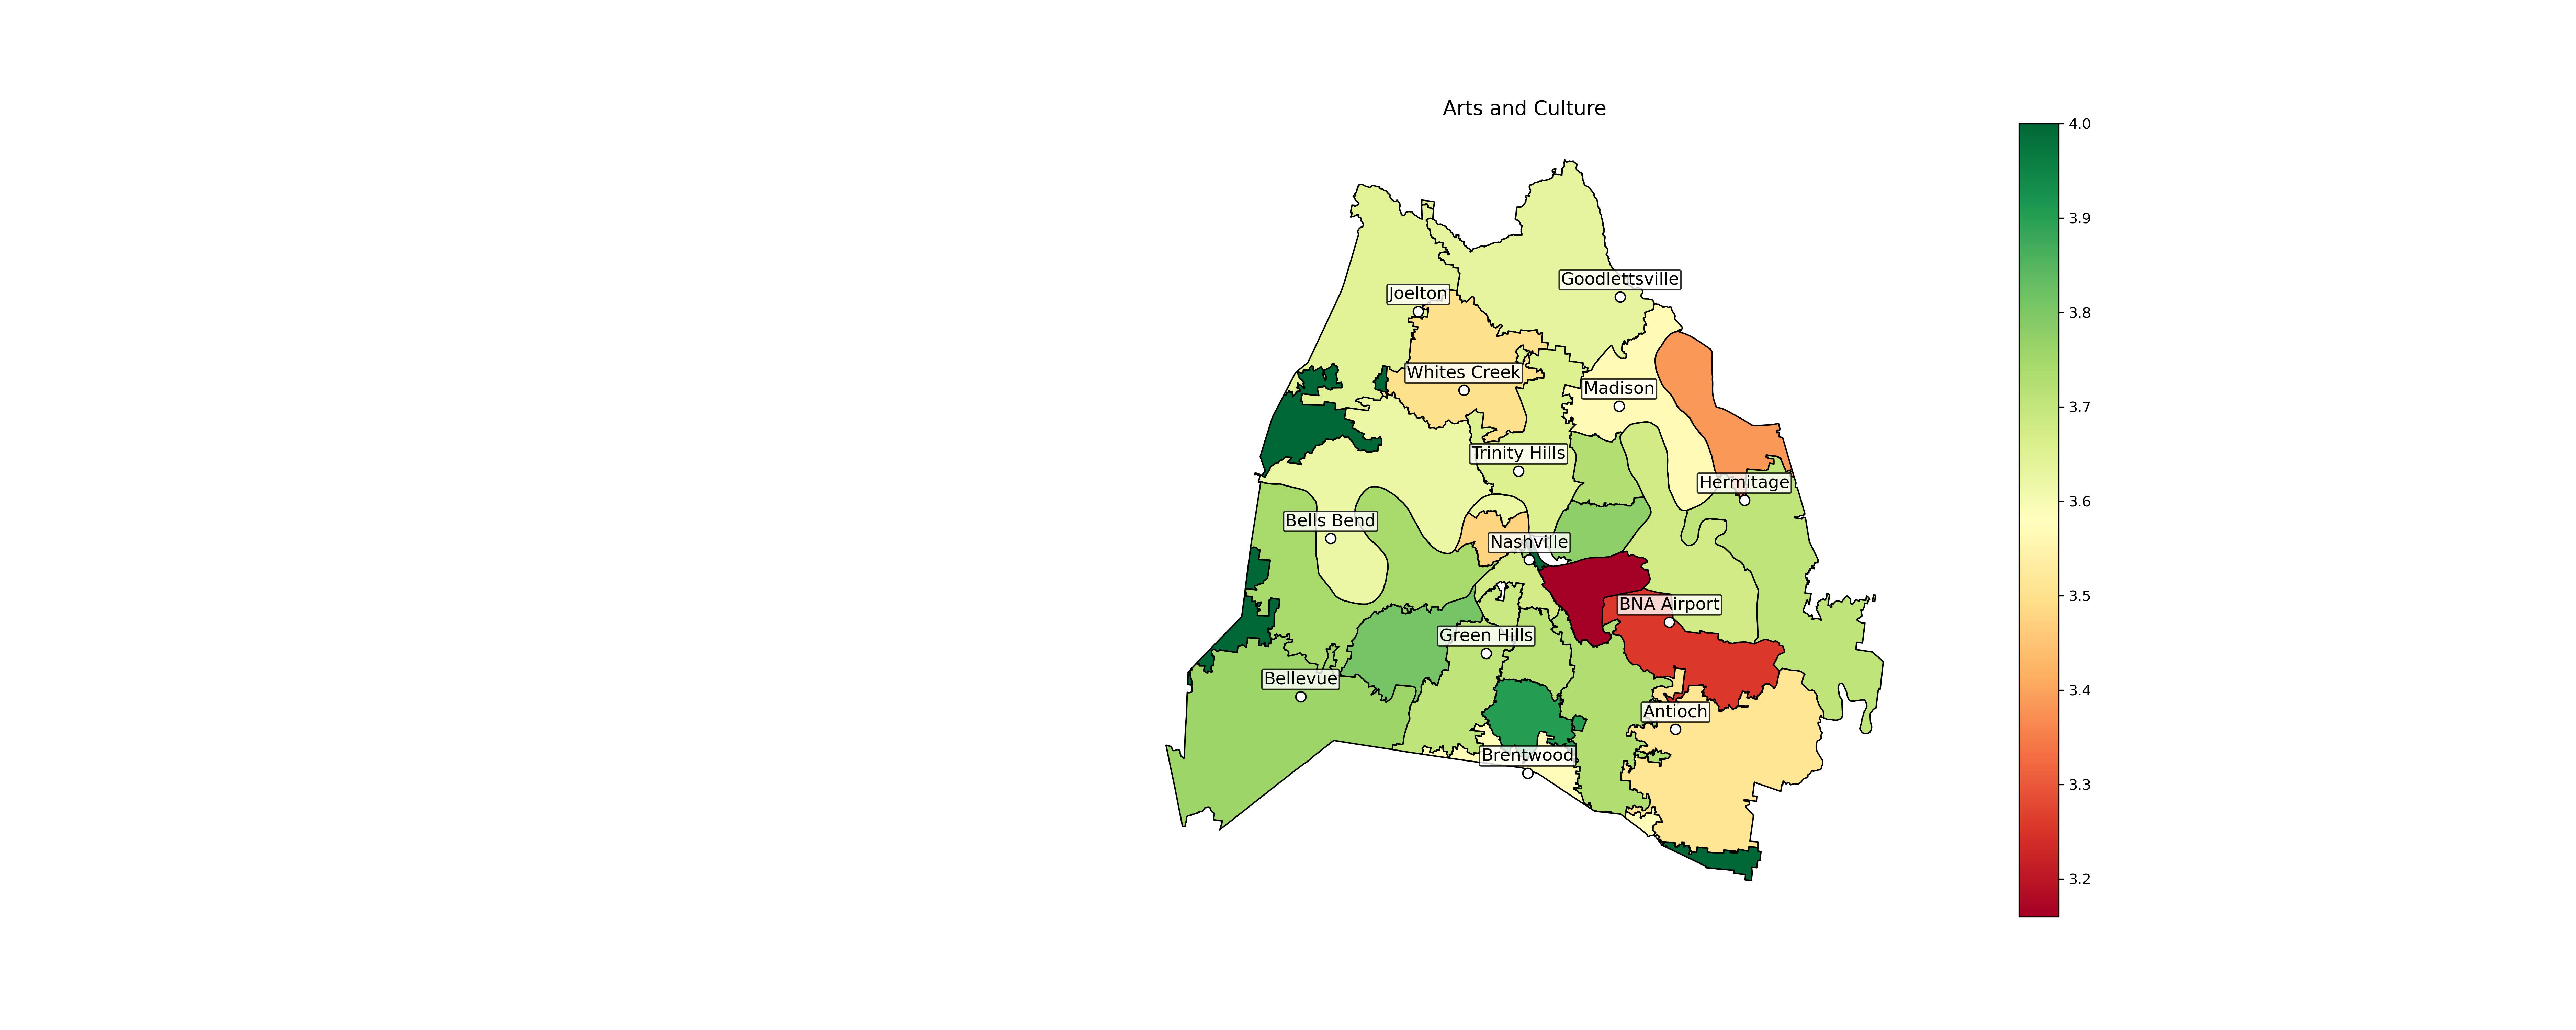 Arts and Culture
Goodlettsville
Joelton
Whites Creek
Madison
Trinity Hills
Hermitage
Bells Bend
Nashville
BNA Airport
Green Hills
Bellevue
Antioch
Brentwood
4.0
3.9
3.8
3.7
3.6
3.5
3.4
3.3
3.2